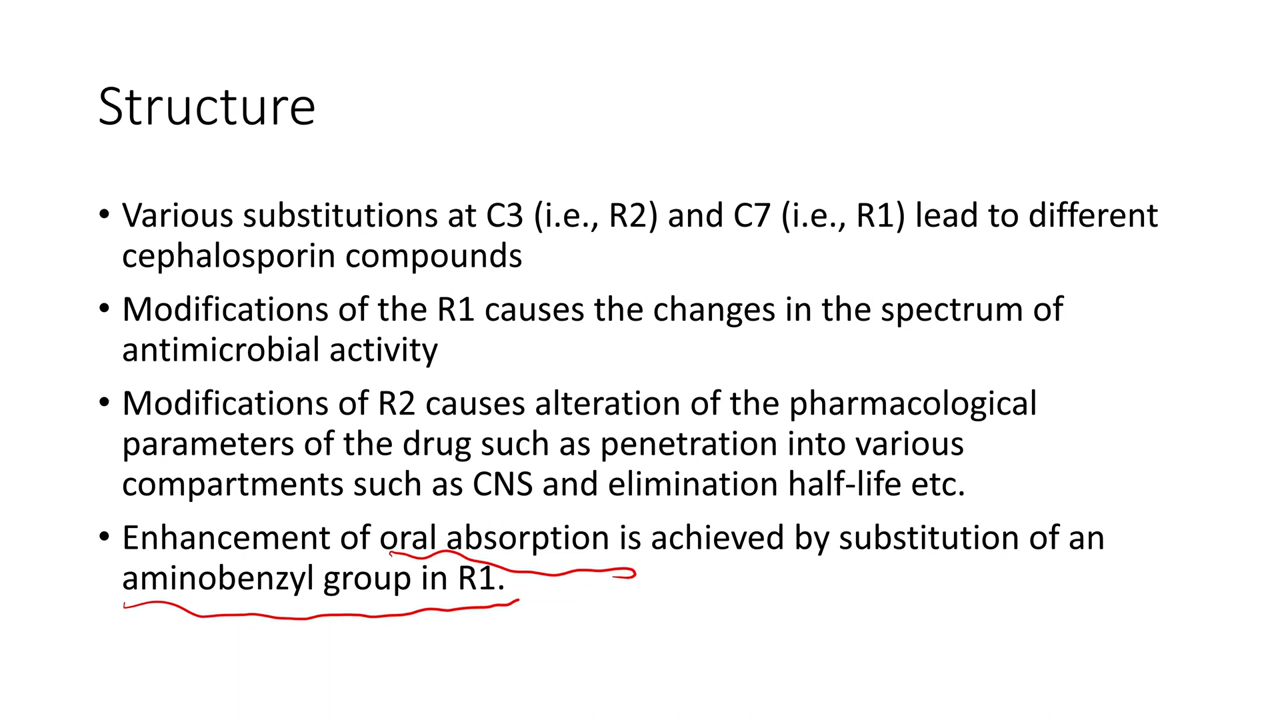 Structure
• Various substitutions at C3 (i.e., R2) and C7 (i.e., R1) lead to different
cephalosporin compounds
• Modifications of the R1 causes the changes in the spectrum of
antimicrobial activity
• Modifications of R2 causes alteration of the pharmacological
parameters of the drug such as penetration into various
compartments such as CNS and elimination half-life etc.
• Enhancement of oral absorption is achieved by substitution of an
aminobenzyl group in R1.